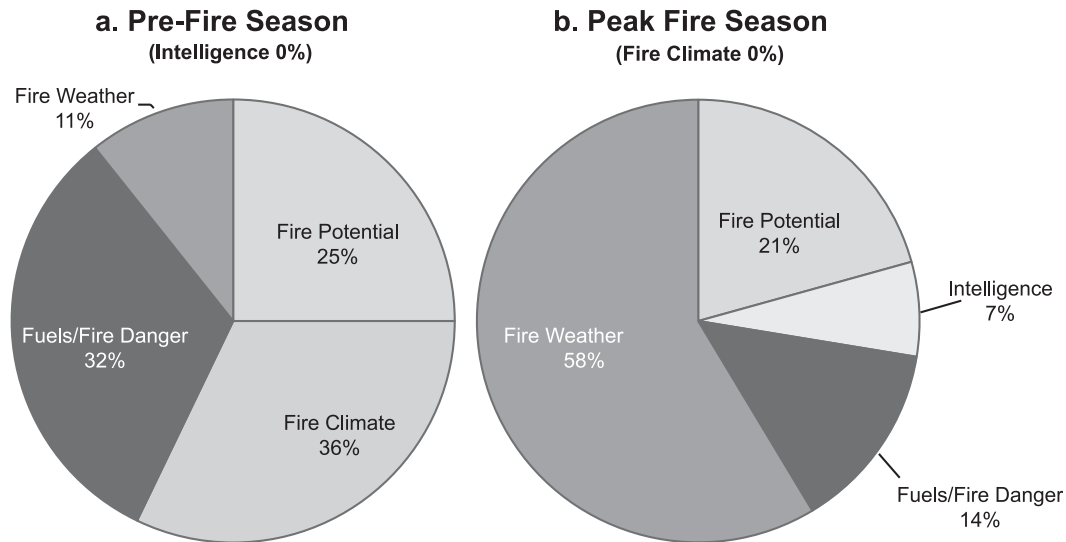 a. Pre-Fire Season
(Intelligence 0%)
Fire Weather
11%
Fire Potential
25%
Fuels/Fire Danger
32%
Fire Climate
36%
b. Peak Fire Season
(Fire Climate 0%)
Fire Potential
21%
Intelligence
7%
Fire Weather
58%
Fuels/Fire Danger
14%